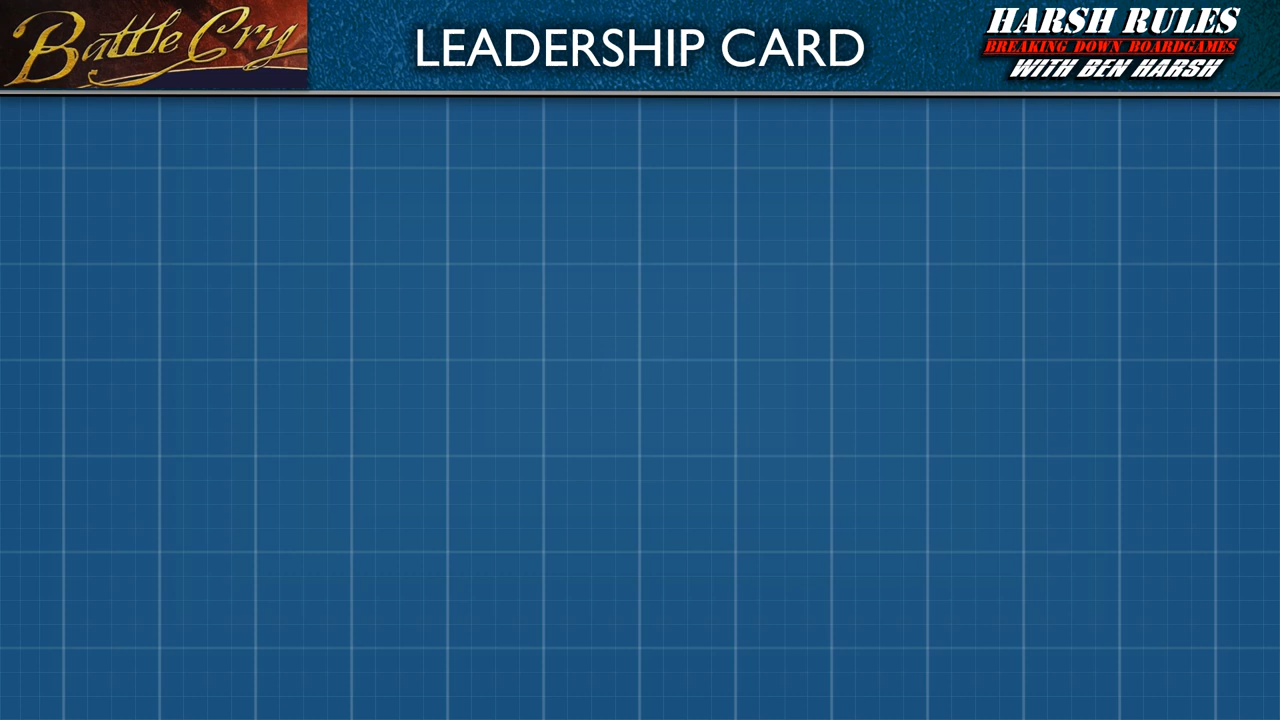 Battle Cry
LEADERSHIP CARD
HARSH RULES
BREAKING DOWN BOARDGAMES
WITH BEN HARSH